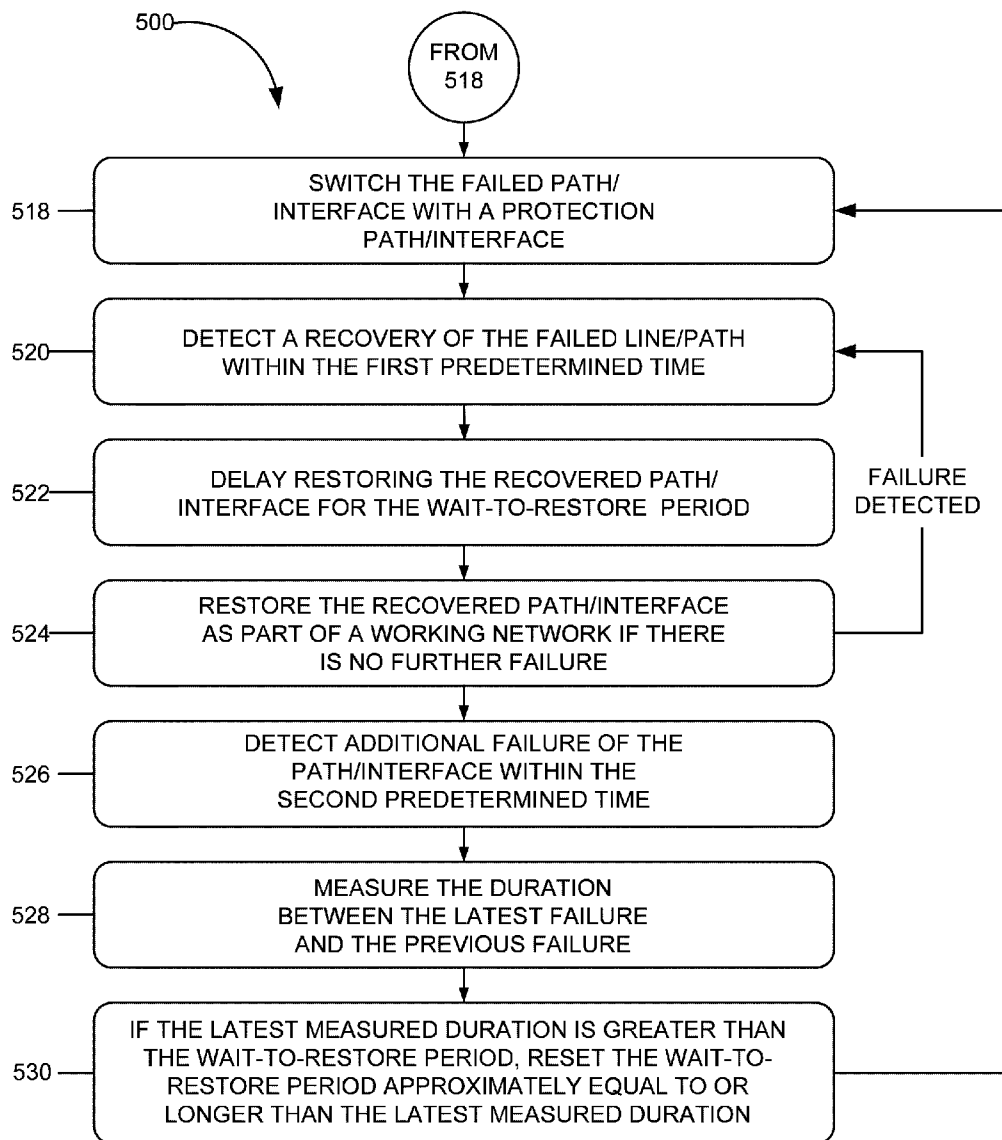 500
FROM
518
518
SWITCH THE FAILED PATH/
INTERFACE WITH A PROTECTION
PATH/INTERFACE
520
DETECT A RECOVERY OF THE FAILED LINE/PATH
WITHIN THE FIRST PREDETERMINED TIME
522
DELAY RESTORING THE RECOVERED PATH/
INTERFACE FOR THE WAIT-TO-RESTORE PERIOD
FAILURE
DETECTED
524
RESTORE THE RECOVERED PATH/INTERFACE
AS PART OF A WORKING NETWORK IF THERE
IS NO FURTHER FAILURE
526
DETECT ADDITIONAL FAILURE OF THE
PATH/INTERFACE WITHIN THE
SECOND PREDETERMINED TIME
528
MEASURE THE DURATION
BETWEEN THE LATEST FAILURE
AND THE PREVIOUS FAILURE
530
IF THE LATEST MEASURED DURATION IS GREATER THAN
THE WAIT-TO-RESTORE PERIOD, RESET THE WAIT-TO-
RESTORE PERIOD APPROXIMATELY EQUAL TO OR
LONGER THAN THE LATEST MEASURED DURATION